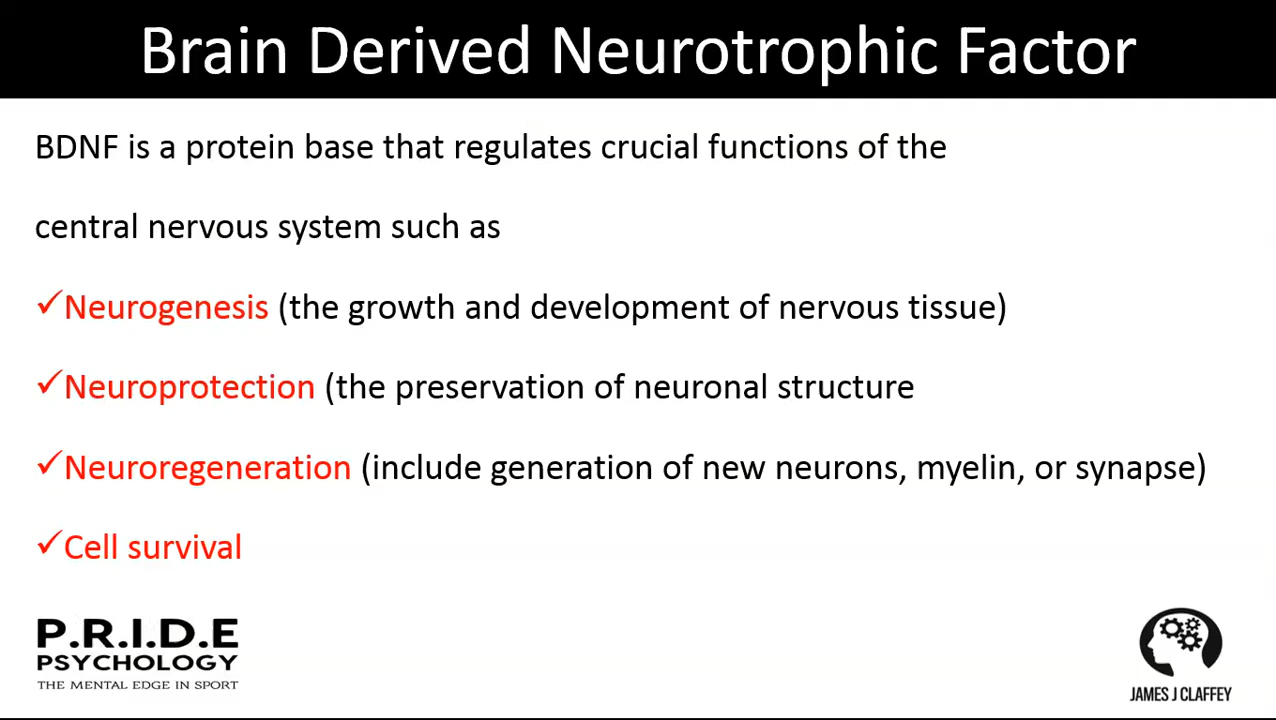 Brain Derived Neurotrophic Factor
BDNF is a protein base that regulates crucial functions of the
central nervous system such as
✓Neurogenesis (the growth and development of nervous tissue)
✓Neuroprotection (the preservation of neuronal structure
✓Neuroregeneration (include generation of new neurons, myelin, or synapse)
✓Cell survival
P.R.I.D.E
PSYCHOLOGY
THE MENTAL EDGE IN SPORT
JAMES J CLAFFEY